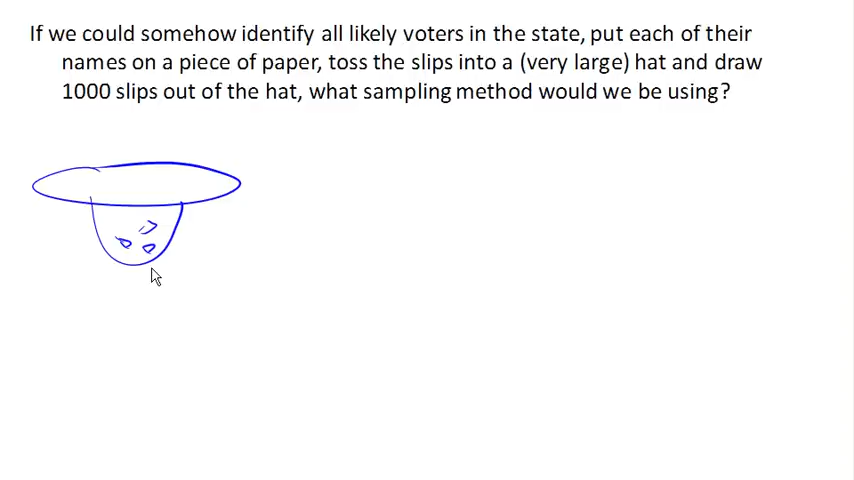 If we could somehow identify all likely voters in the state, put each of their
names on a piece of paper, toss the slips into a (very large) hat and draw
1000 slips out of the hat, what sampling method would we be using?